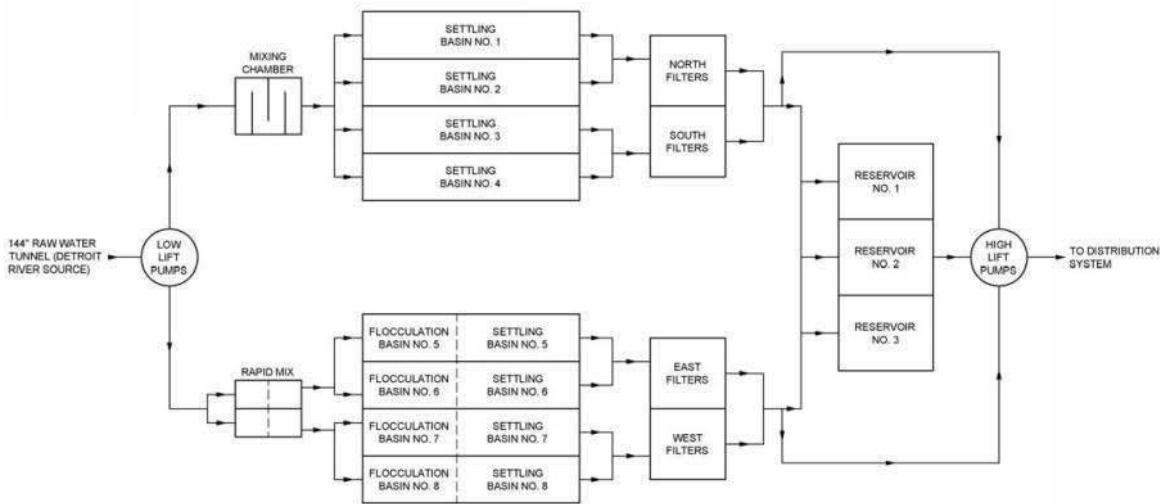 MIXING
CHAMBER
SETTLING
BASIN NO. 1
SETTLING
BASIN NO. 2
SETTLING
BASIN NO. 3
SETTLING
BASIN NO. 4
NORTH
FILTERS
SOUTH
FILTERS
RESERVOIR
NO. 1
RESERVOIR
NO. 2
RESERVOIR
NO. 3
144" RAW WATER
TUNNEL (DETROIT
RIVER SOURCE)
LOW
LIFT
PUMPS
HIGH
LIFT
PUMPS
TO DISTRIBUTION
SYSTEM
RAPID MIX
FLOCCULATION
BASIN NO. 5
SETTLING
BASIN NO. 5
FLOCCULATION
BASIN NO. 6
SETTLING
BASIN NO. 6
FLOCCULATION
BASIN NO. 7
SETTLING
BASIN NO. 7
FLOCCULATION
BASIN NO. 8
SETTLING
BASIN NO. 8
EAST
FILTERS
WEST
FILTERS